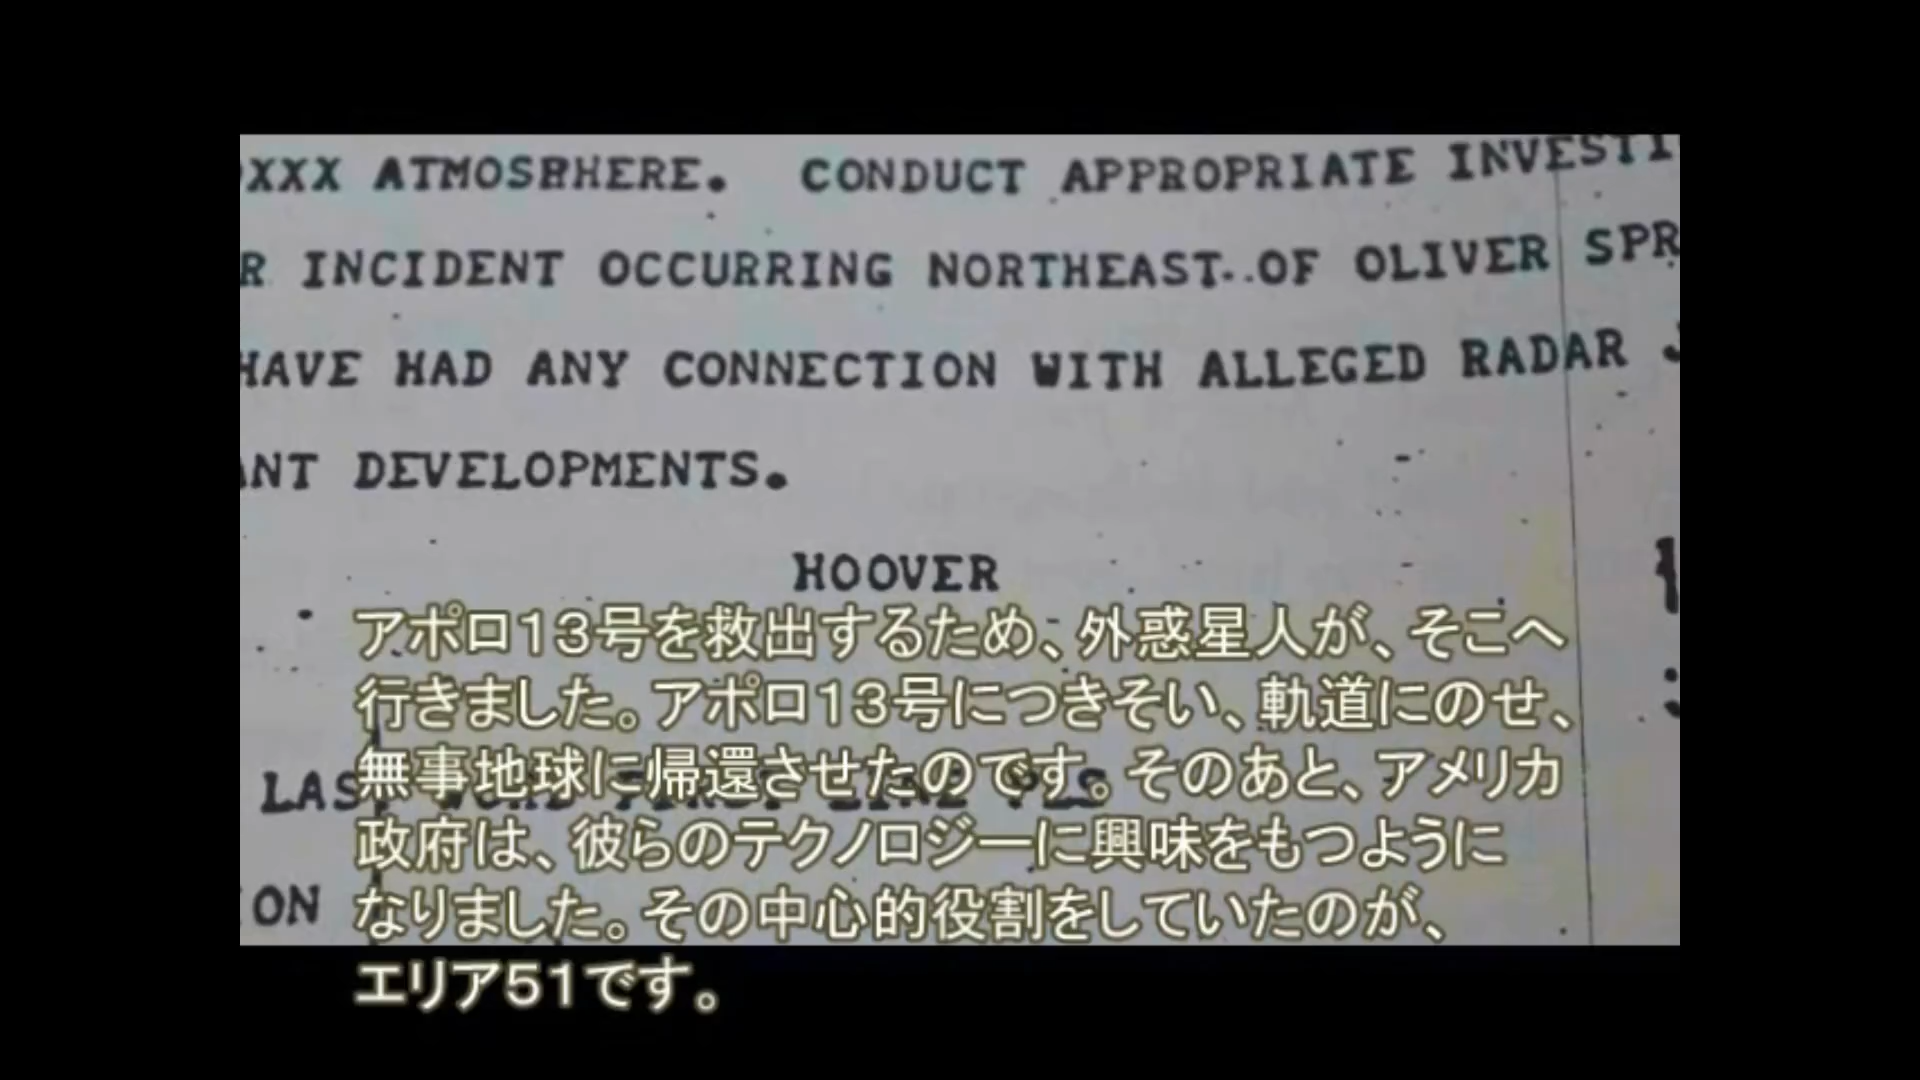 XXX ATMOSPHERE. CONDUCT APPROPRIATE INVESTI
R INCIDENT OCCURRING NORTHEAST OF OLIVER SPR
HAVE HAD ANY CONNECTION WITH ALLEGED RADAR
ANT DEVELOPMENTS.
HOOVER
アポロ13号を救出するため、外惑星人が、そこへ
行きました。アポロ13号につきそい、軌道にのせ、
無事地球に帰還させたのです。そのあと、アメリカ
政府は、彼らのテクノロジーに興味をもつように
なりました。その中心的役割をしていたのが、
エリア51です。
LAST
ION